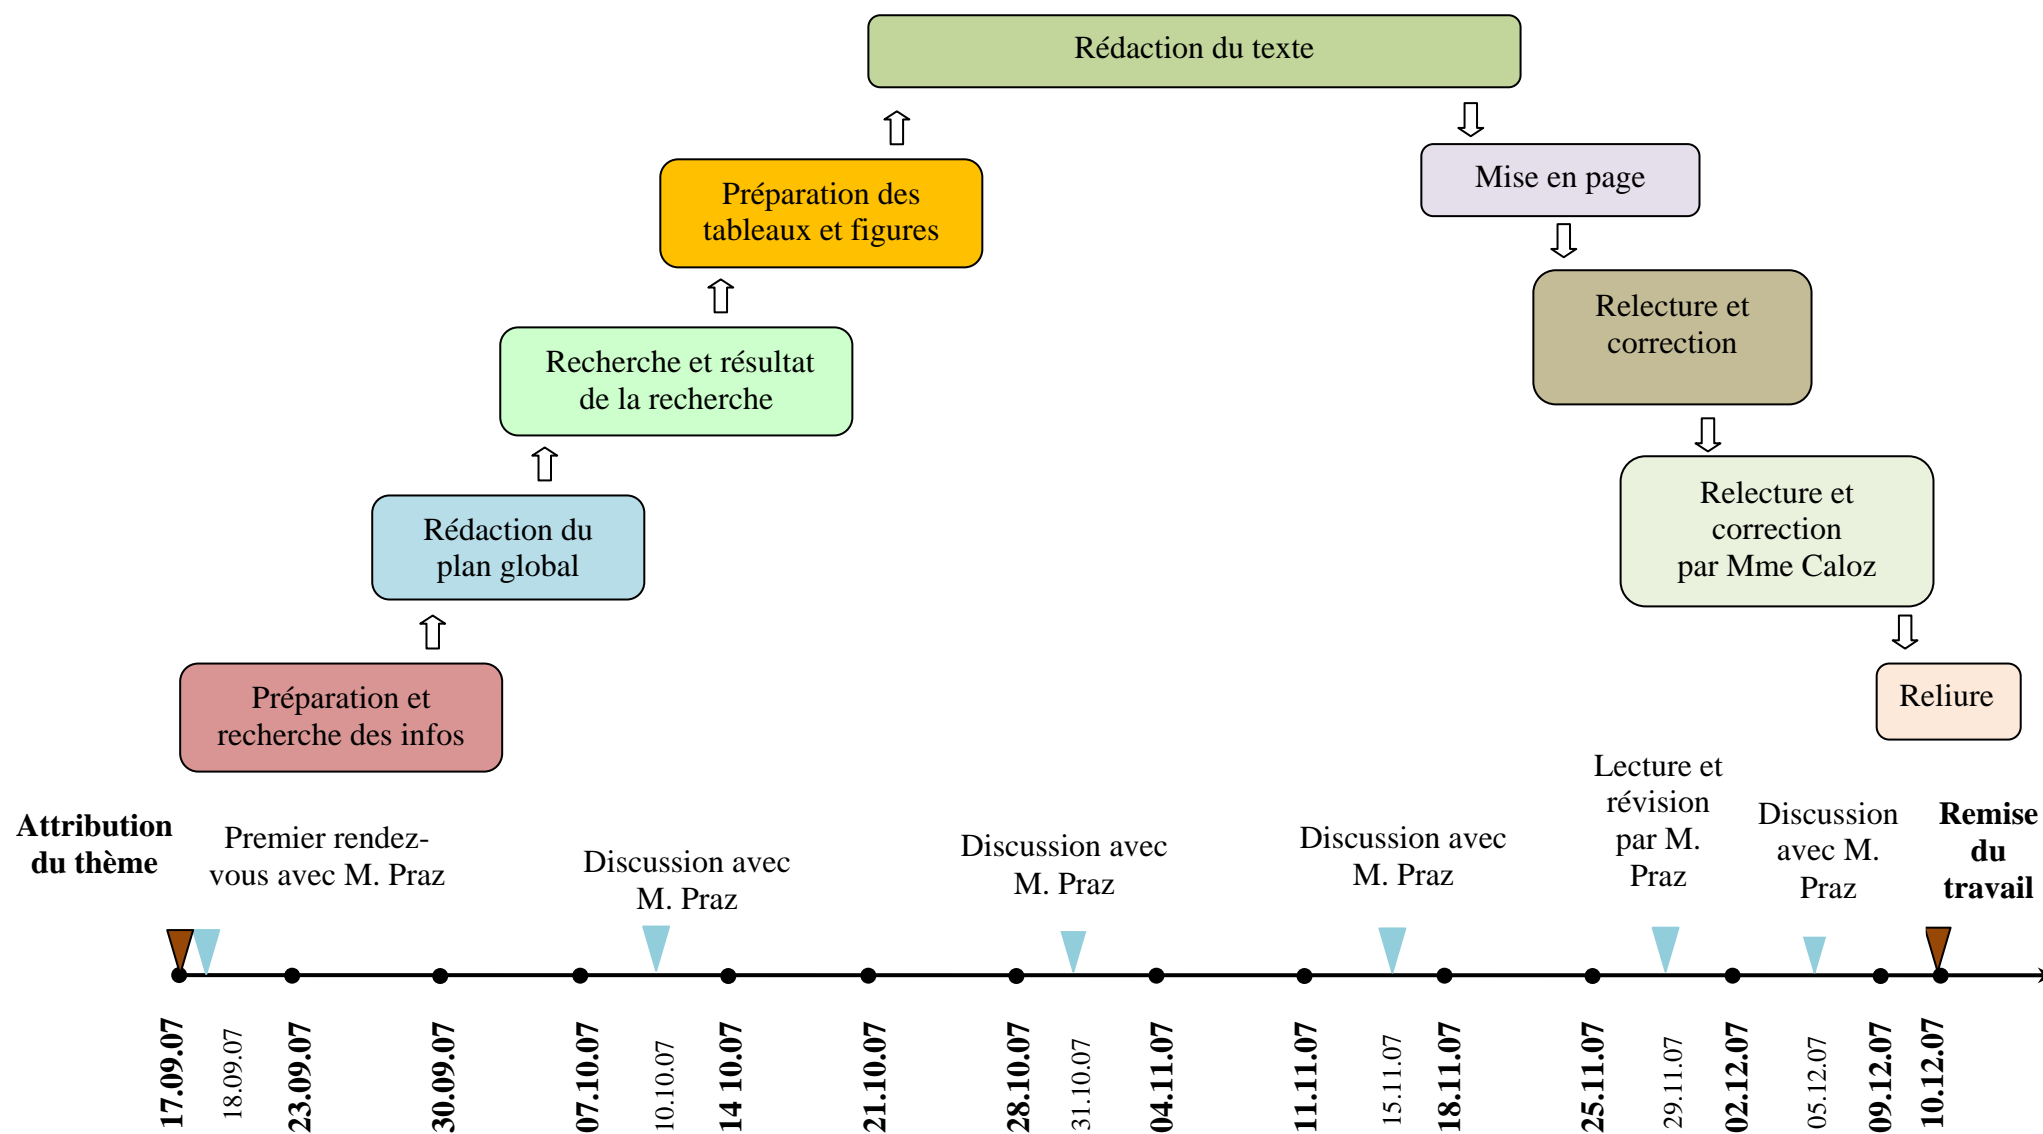 Rédaction du texte
Mise en page
Préparation des
tableaux et figures
Relecture et
correction
Recherche et résultat
de la recherche
Relecture et
correction
par Mme Caloz
Rédaction du
plan global
Préparation et
recherche des infos
Reliure
Attribution
du thème
Premier rendez-
vous avec M. Praz
Discussion avec
M. Praz
Discussion avec
M. Praz
Discussion avec
M. Praz
Lecture et
révision
par M.
Praz
Discussion
avec M.
Praz
Remise
du
travail
17.09.07
18.09.07
23.09.07
30.09.07
07.10.07
10.10.07
14 10.07
21.10.07
28.10.07
31.10.07
04.11.07
11.11.07
15.11.07
18.11.07
25.11.07
29.11.07
02.12.07
05.12.07
09.12.07
10.12.07